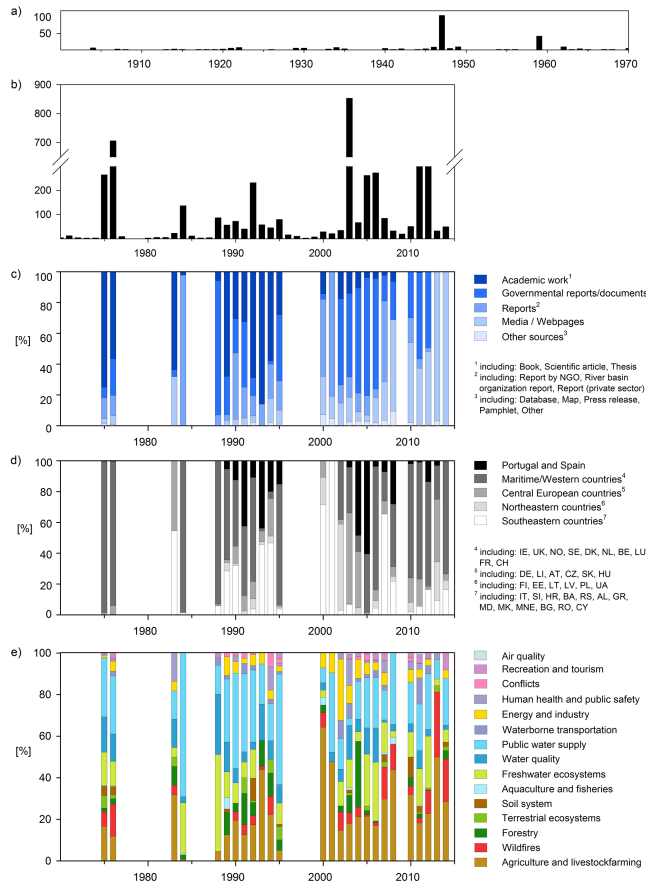 a)
100
50
1910
1920
1930
1940
1950
1960
1970
b)
900
800
700
200
100
1980
1990
2000
2010
c)
100
80
60
[%]
40
20
0
1980
1990
2000
2010
Academic work1
Governmental reports/documents
Reports2
Media / Webpages
Other sources3
1 including: Book, Scientific article, Thesis
2 including: Report by NGO, River basin
organization report, Report (private sector)
3 including: Database, Map, Press release,
Pamphlet, Other
d)
100
80
60
[%]
40
20
0
1980
1990
2000
2010
Portugal and Spain
Maritime/Western countries4
Central European countries5
Northeastern countries6
Southeastern countries7
4 including: IE, UK, NO, SE, DK, NL, BE, LU
FR, CH
5 including: DE, LI, AT, CZ, SK, HU
6 including: FI, EE, LT, LV, PL, UA
7 including: IT, SI, HR, BA, RS, AL, GR,
MD, MK, MNE, BG, RO, CY
e)
100
80
60
[%]
40
20
0
1980
1990
2000
2010
Air quality
Recreation and tourism
Conflicts
Human health and public safety
Energy and industry
Waterborne transportation
Public water supply
Water quality
Freshwater ecosystems
Aquaculture and fisheries
Soil system
Terrestrial ecosystems
Forestry
Wildfires
Agriculture and livestockfarming